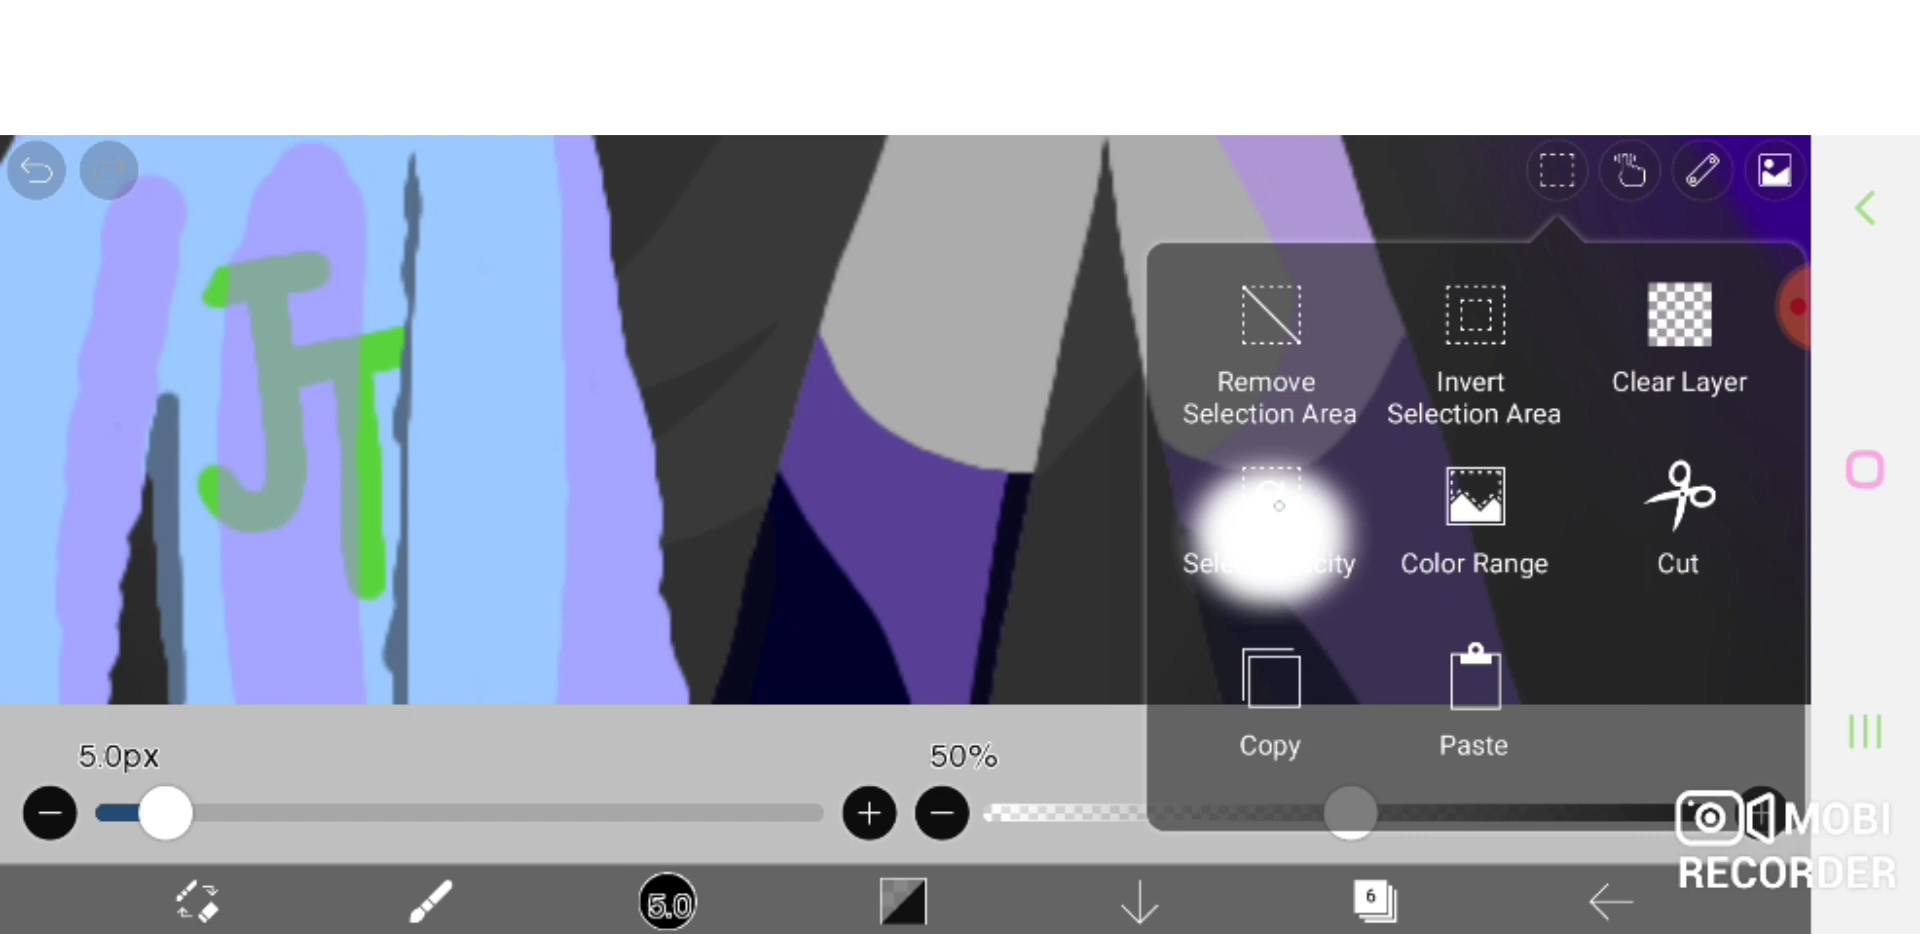 JT
Remove
Selection Area
Invert
Selection Area
Clear Layer
Color Range
Cut
Copy
Paste
5.0px
50%
5.0
6
MOBI
RECORDER